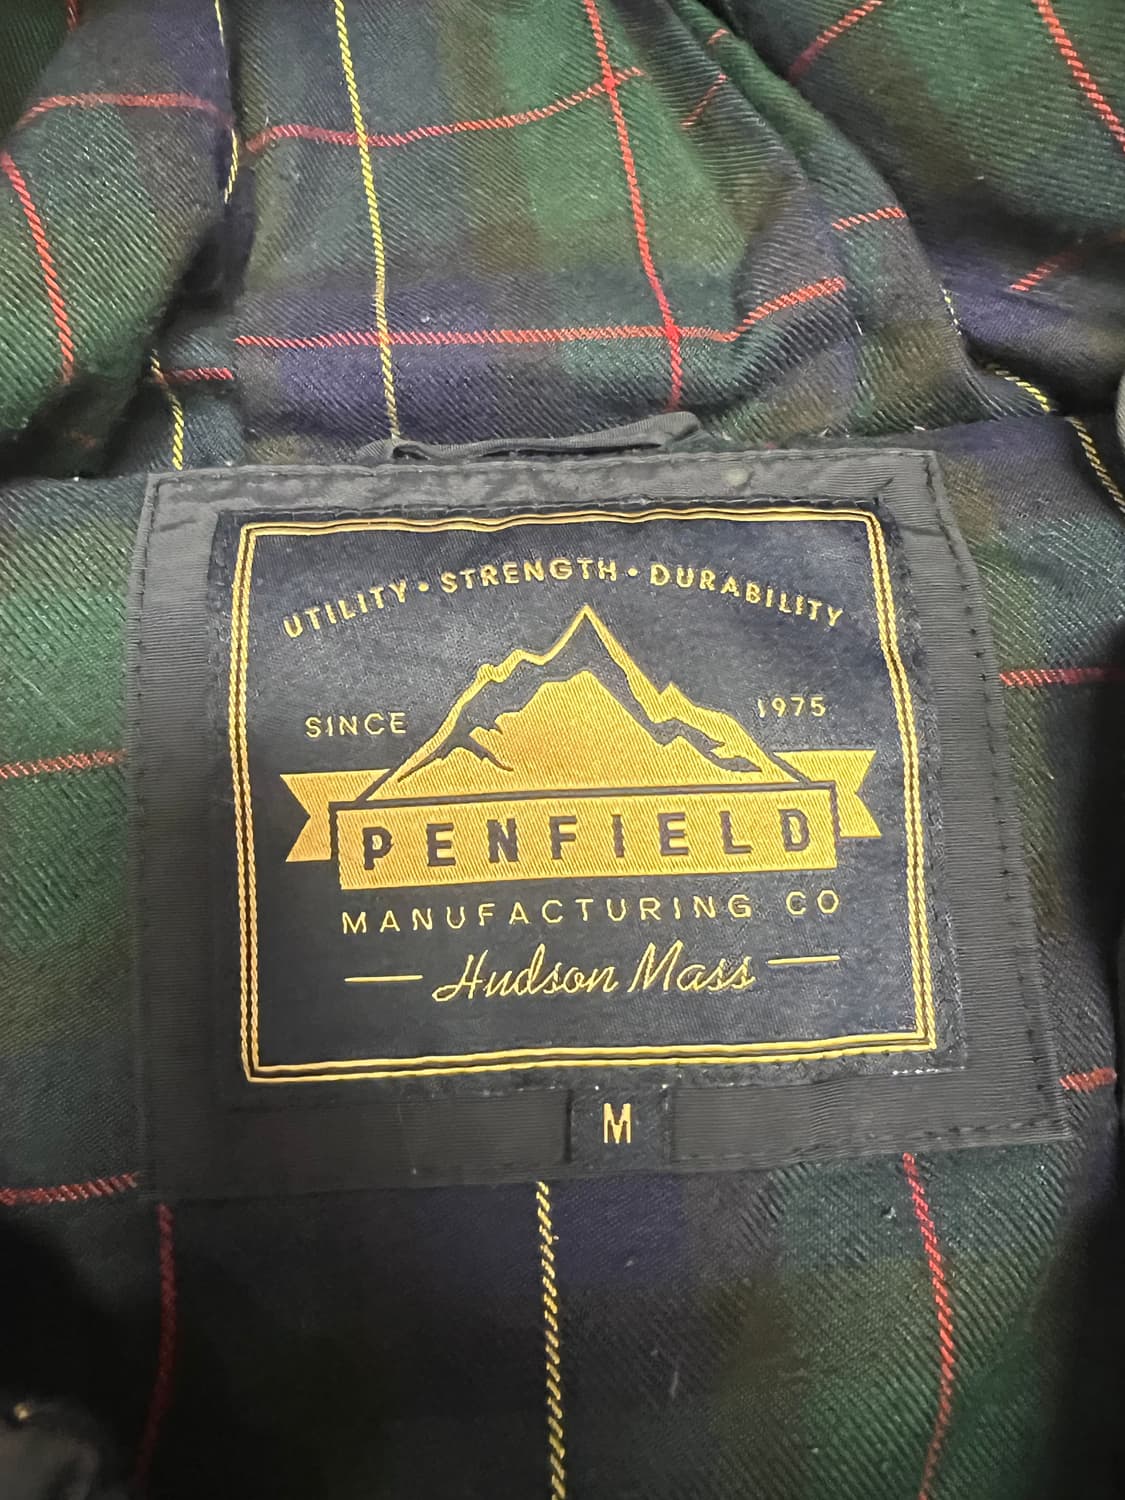 UTILITY • STRENGTH • DURABILITY
SINCE 1975
PENFIELD
MANUFACTURING CO
Hudson Mass
M